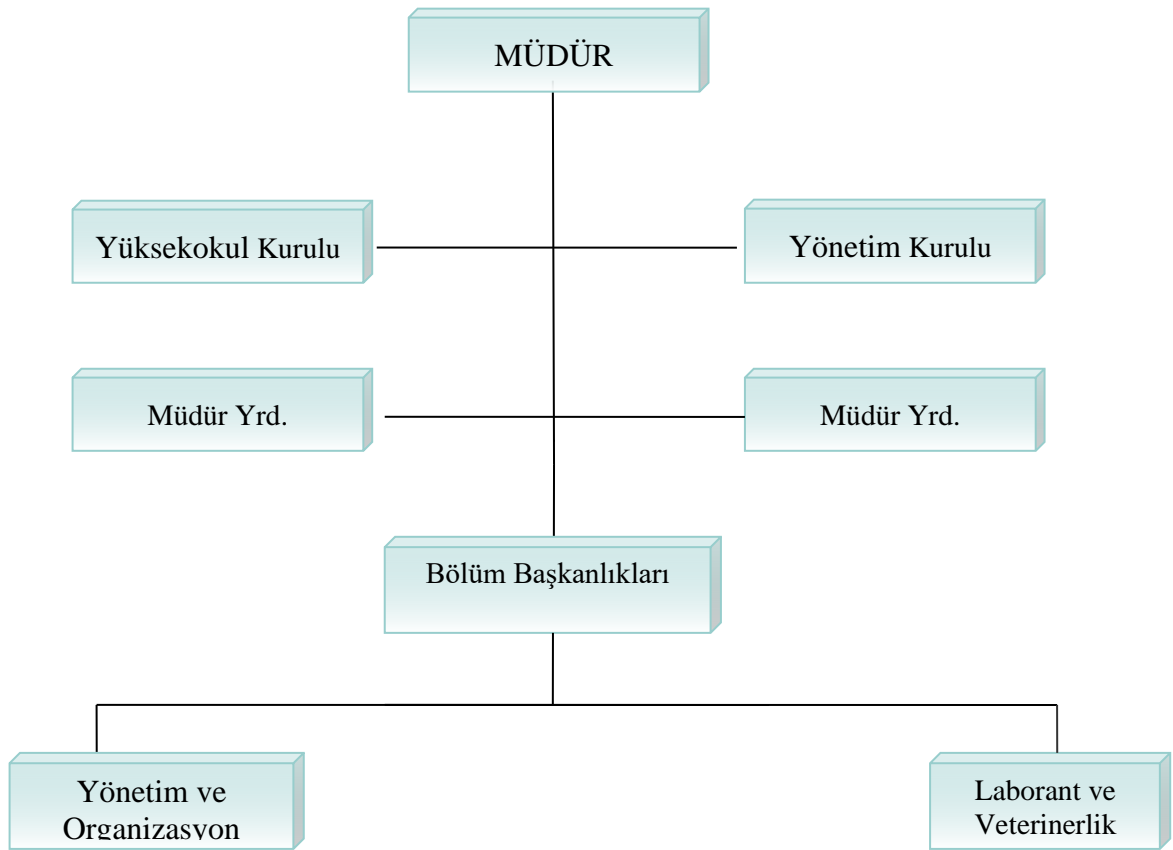 MÜDÜR
Yüksekokul Kurulu
Yönetim Kurulu
Müdür Yrd.
Müdür Yrd.
Bölüm Başkanlıkları
Yönetim ve
Organizasyon
Laborant ve
Veterinerlik